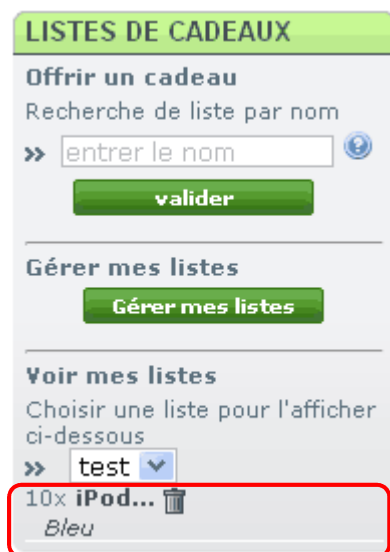 LISTES DE CADEAUX
Offrir un cadeau
Recherche de liste par nom
» entrer le nom ?
valider
Gérer mes listes
Gérer mes listes
Voir mes listes
Choisir une liste pour l'afficher
ci-dessous
» test
10x iPod...
Bleu